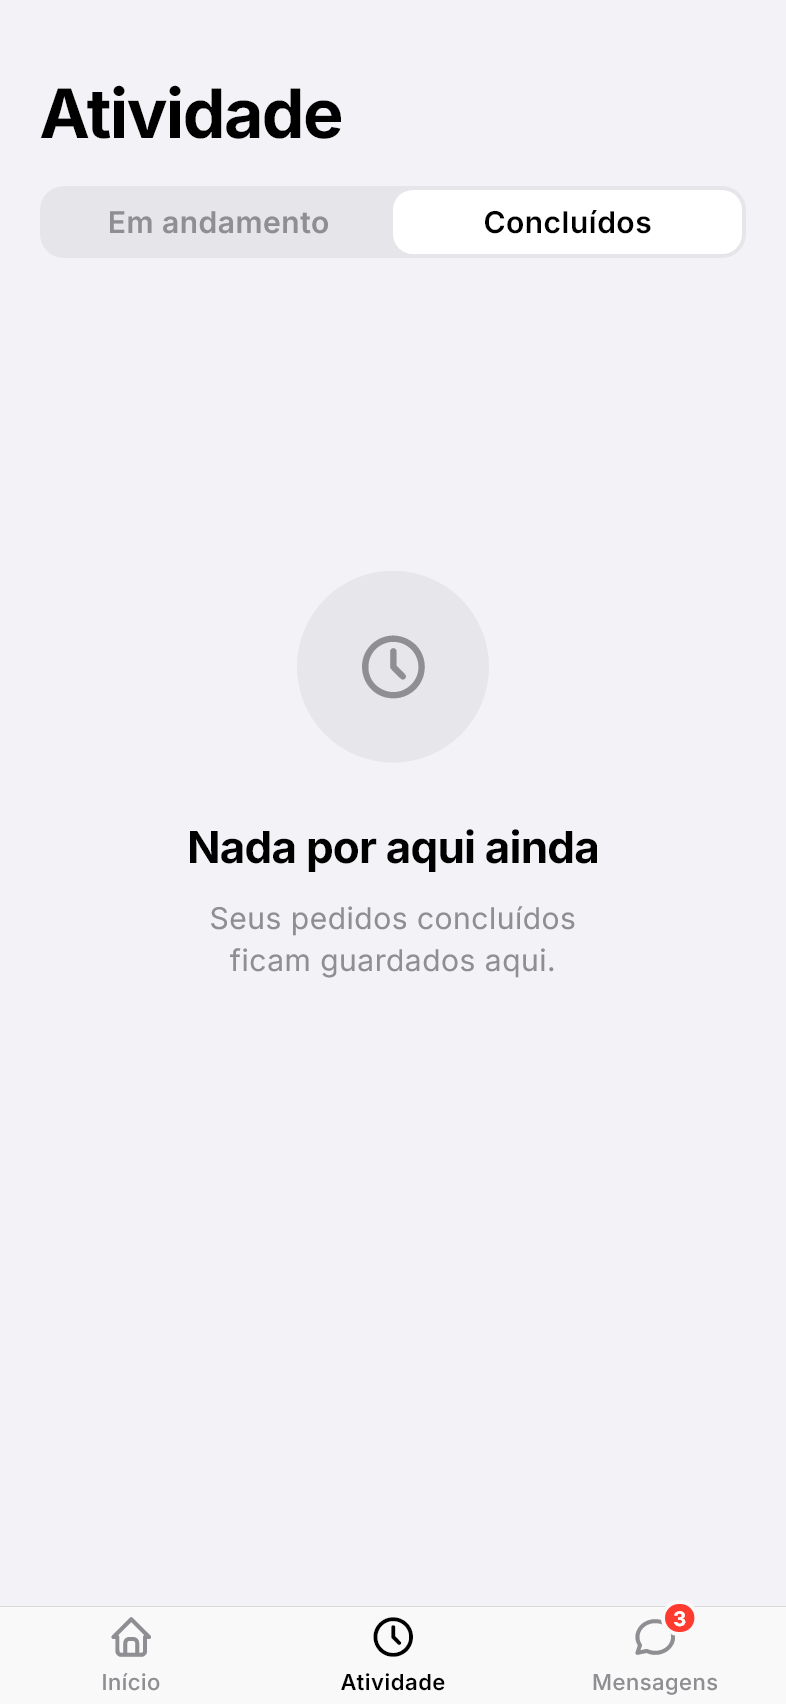 Atividade
Em andamento
Concluídos
Nada por aqui ainda
Seus pedidos concluídos
ficam guardados aqui.
3
Início
Atividade
Mensagens